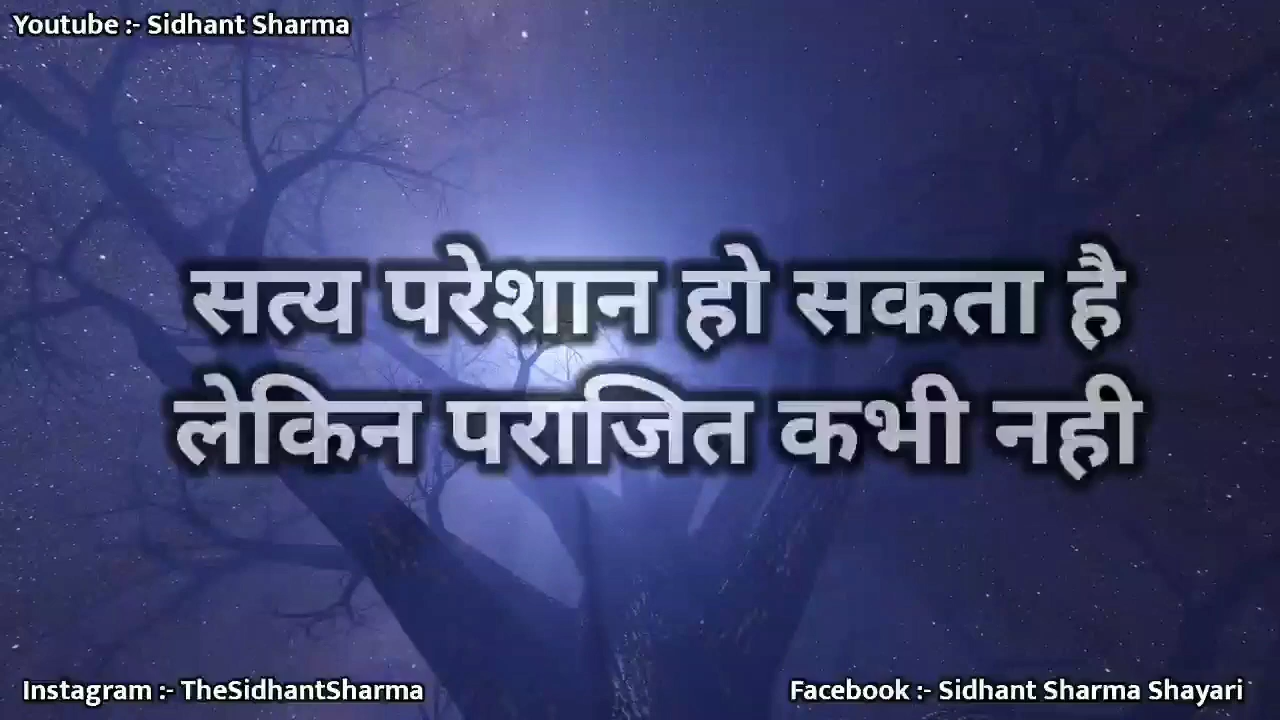 Youtube :- Sidhant Sharma
सत्य परेशान हो सकता है
लेकिन पराजित कभी नही
Instagram :- TheSidhantSharma
Facebook :- Sidhant Sharma Shayari